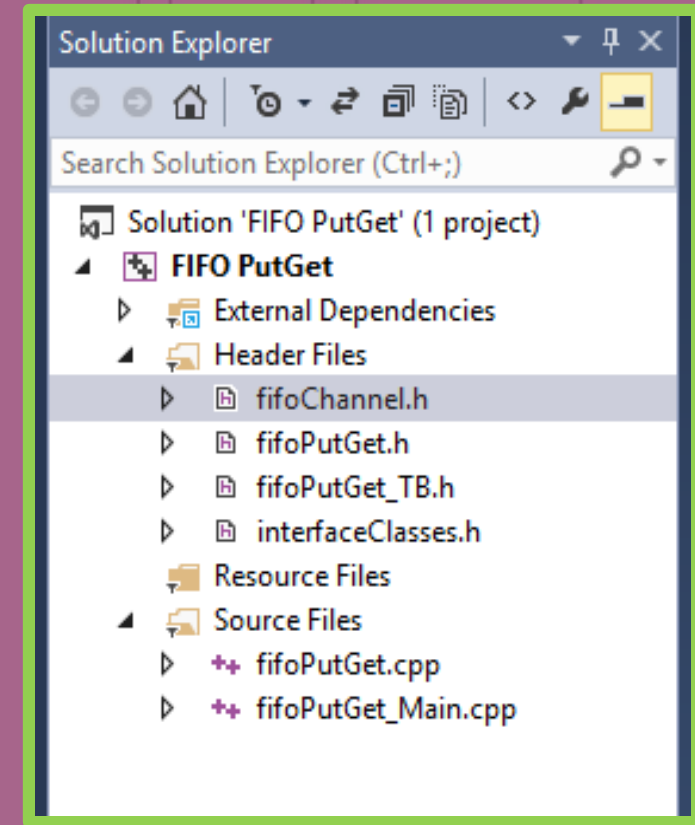 Solution Explorer
Search Solution Explorer (Ctrl+;)
Solution 'FIFO PutGet' (1 project)
FIFO PutGet
External Dependencies
Header Files
fifoChannel.h
fifoPutGet.h
fifoPutGet_TB.h
interfaceClasses.h
Resource Files
Source Files
fifoPutGet.cpp
fifoPutGet_Main.cpp